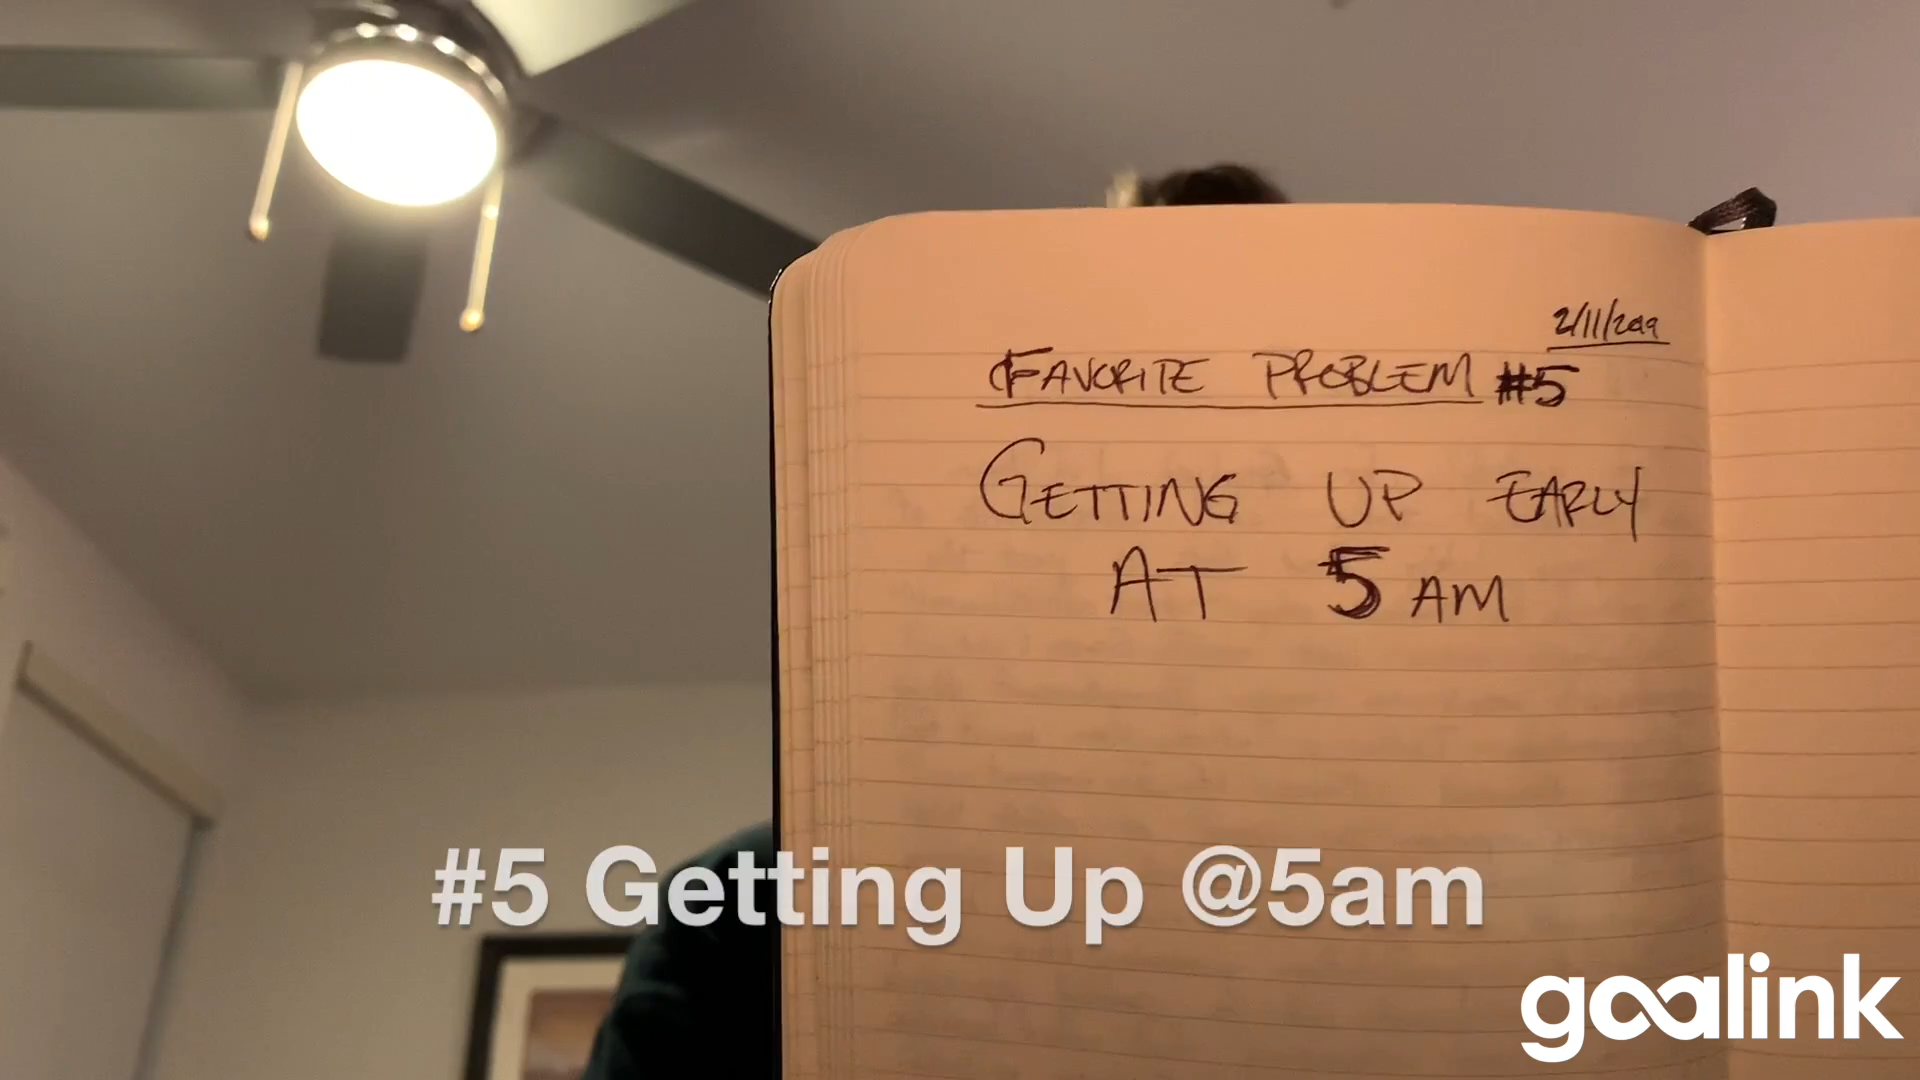 2/11/2019
FAVORITE PROBLEM #5
GETTING UP EARLY
AT 5 AM
#5 Getting Up @5am
goalink